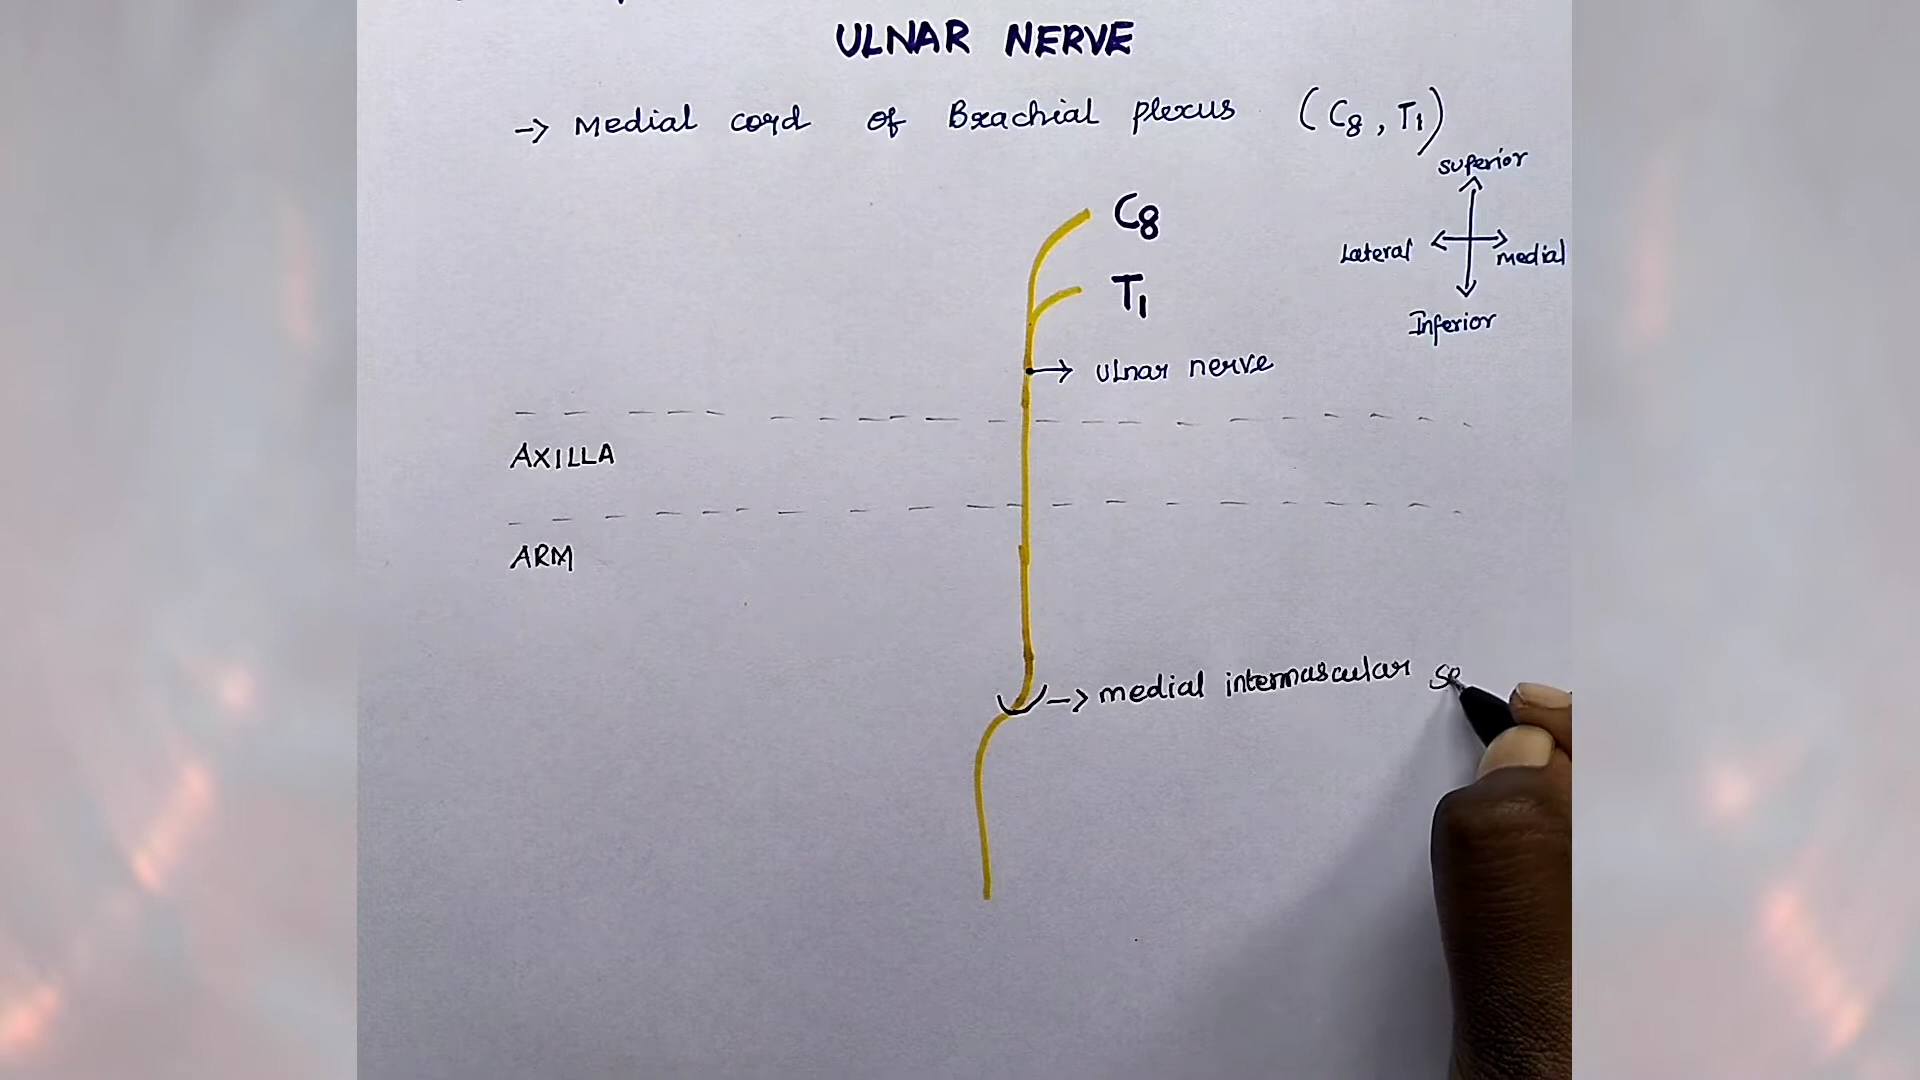 ULNAR NERVE
-> Medial cord of Brachial plexus (C8, T1)
superior
Lateral medial
Inferior
C8
T1
-> ulnar nerve
AXILLA
ARM
-> medial intermuscular se